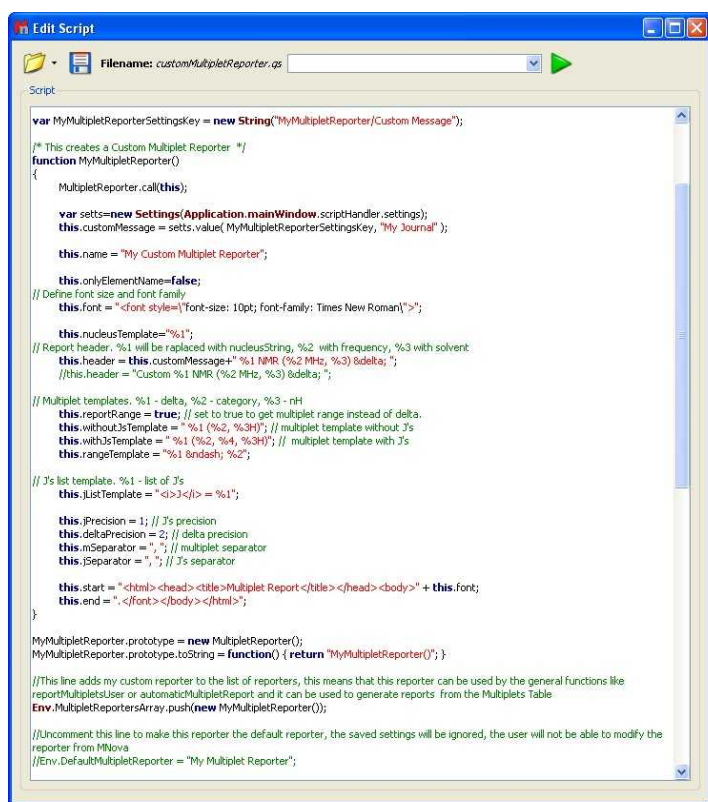 Edit Script
Filename: customMultipletReporter.qs
Script
var MyMultipletReporterSettingsKey = new String("MyMultipletReporter/Custom Message");
/* This creates a Custom Multiplet Reporter */
function MyMultipletReporter()
{
MultipletReporter.call(this);
var setts=new Settings(Application.mainWindow.scriptHandler.settings);
this.customMessage = setts.value( MyMultipletReporterSettingsKey, "My Journal" );
this.name = "My Custom Multiplet Reporter";
this.onlyElementName=false;
// Define font size and font family
this.font = "<font style=\"font-size: 10pt; font-family: Times New Roman\">";
this.nucleusTemplate="%1";
// Report header. %1 will be raplaced with nucleusString, %2 with frequency, %3 with solvent
this.header = this.customMessage+" %1 NMR (%2 MHz, %3) &delta; ";
//this.header = "Custom %1 NMR (%2 MHz, %3) &delta; ";
// Multiplet templates. %1 - delta, %2 - category, %3 - nH
this.reportRange = true; // set to true to get multiplet range instead of delta.
this.withoutJsTemplate = " %1 (%2, %3H)"; // multiplet template without J's
this.withJsTemplate = " %1 (%2, %4, %3H)"; // multiplet template with J's
this.rangeTemplate = "%1 &ndash; %2";
// J's list template. %1 - list of J's
this.jListTemplate = "<i>J</i> = %1";
this.jPrecision = 1; // J's precision
this.deltaPrecision = 2; // delta precision
this.mSeparator = ", "; // multiplet separator
this.jSeparator = ", "; // J's separator
this.start = "<html><head><title>Multiplet Report</title></head><body>" + this.font;
this.end = ".</font></body></html>";
}
MyMultipletReporter.prototype = new MultipletReporter();
MyMultipletReporter.prototype.toString = function() { return "MyMultipletReporter()"; }
//This line adds my custom reporter to the list of reporters, this means that this reporter can be used by the general functions like
reportMultipletsUser or automaticMultipletReport and it can be used to generate reports from the Multiplets Table
Env.MultipletReportersArray.push(new MyMultipletReporter());
//Uncomment this line to make this reporter the default reporter, the saved settings will be ignored, the user will not be able to modify the
reporter from MNova
//Env.DefaultMultipletReporter = "My Multiplet Reporter";